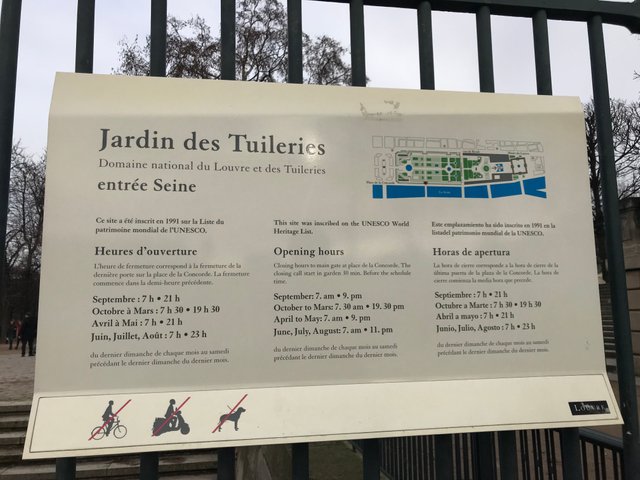 Jardin des Tuileries
Domaine national du Louvre et des Tuileries
entrée Seine
Ce site a été inscrit en 1991 sur la Liste du
patrimoine mondial de l'UNESCO.
Heures d'ouverture
L'heure de fermeture correspond à la fermeture de la
dernière porte sur la place de la Concorde. La fermeture
commence dans la demi-heure précédente.
Septembre : 7 h • 21 h
Octobre à Mars : 7 h 30 • 19 h 30
Avril à Mai : 7 h • 21 h
Juin, Juillet, Août : 7 h • 23 h
du dernier dimanche de chaque mois au samedi
précédant le dernier dimanche du dernier mois.
This site was inscribed on the UNESCO World
Heritage List.
Opening hours
Closing hours to main gate at place de la Concorde. The
closing call start in garden 30 min. Before the schedule
time.
September: 7. am • 9. pm
October to Mars: 7. 30 am • 19. 30 pm
April to May: 7. am • 9. pm
June, July, August: 7. am • 11. pm
du dernier dimanche de chaque mois au samedi
précédant le dernier dimanche du dernier mois.
Este emplazamiento ha sido inscrito en 1991 en la
listadel patrimonio mundial de la UNESCO.
Horas de apertura
La hora de cierre corresponde a la hora de cierre de la
última puerta de la plaza de la Concorde. La hora de
cierre comienza la media hora que precede.
Septiembre : 7 h • 21 h
Octubre a Marte : 7 h 30 • 19 h 30
Abril a mayo : 7 h • 21 h
Junio, Julio, Agosto : 7 h • 23 h
du dernier dimanche de chaque mois au samedi
précédant le dernier dimanche du dernier mois.
LOUVRE